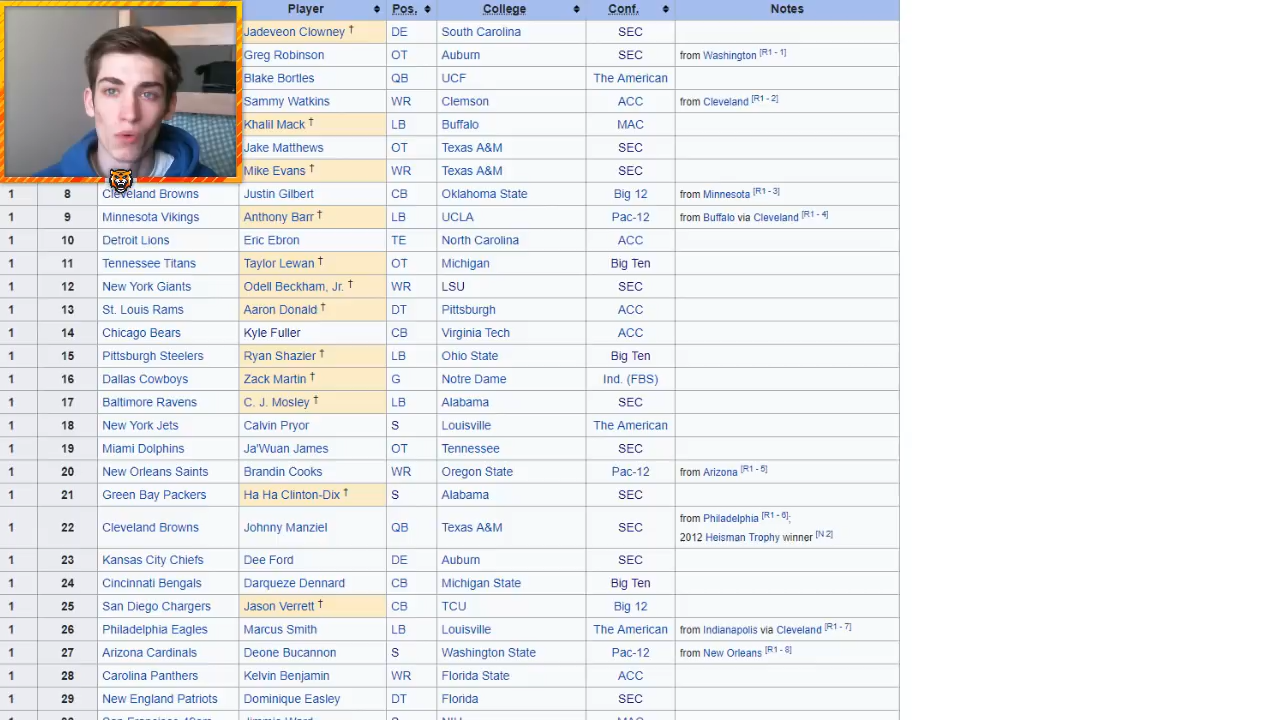 Player Pos. College Conf. Notes
Jadeveon Clowney † DE South Carolina SEC
Greg Robinson OT Auburn SEC from Washington [R1 - 1]
Blake Bortles QB UCF The American
Sammy Watkins WR Clemson ACC from Cleveland [R1 - 2]
Khalil Mack † LB Buffalo MAC
Jake Matthews OT Texas A&M SEC
Mike Evans † WR Texas A&M SEC
1 8 Cleveland Browns Justin Gilbert CB Oklahoma State Big 12 from Minnesota [R1 - 3]
1 9 Minnesota Vikings Anthony Barr † LB UCLA Pac-12 from Buffalo via Cleveland [R1 - 4]
1 10 Detroit Lions Eric Ebron TE North Carolina ACC
1 11 Tennessee Titans Taylor Lewan † OT Michigan Big Ten
1 12 New York Giants Odell Beckham, Jr. † WR LSU SEC
1 13 St. Louis Rams Aaron Donald † DT Pittsburgh ACC
1 14 Chicago Bears Kyle Fuller CB Virginia Tech ACC
1 15 Pittsburgh Steelers Ryan Shazier † LB Ohio State Big Ten
1 16 Dallas Cowboys Zack Martin † G Notre Dame Ind. (FBS)
1 17 Baltimore Ravens C. J. Mosley † LB Alabama SEC
1 18 New York Jets Calvin Pryor S Louisville The American
1 19 Miami Dolphins Ja'Wuan James OT Tennessee SEC
1 20 New Orleans Saints Brandin Cooks WR Oregon State Pac-12 from Arizona [R1 - 5]
1 21 Green Bay Packers Ha Ha Clinton-Dix † S Alabama SEC
1 22 Cleveland Browns Johnny Manziel QB Texas A&M SEC from Philadelphia [R1 - 6];
2012 Heisman Trophy winner [N 2]
1 23 Kansas City Chiefs Dee Ford DE Auburn SEC
1 24 Cincinnati Bengals Darqueze Dennard CB Michigan State Big Ten
1 25 San Diego Chargers Jason Verrett † CB TCU Big 12
1 26 Philadelphia Eagles Marcus Smith LB Louisville The American from Indianapolis via Cleveland [R1 - 7]
1 27 Arizona Cardinals Deone Bucannon S Washington State Pac-12 from New Orleans [R1 - 8]
1 28 Carolina Panthers Kelvin Benjamin WR Florida State ACC
1 29 New England Patriots Dominique Easley DT Florida SEC